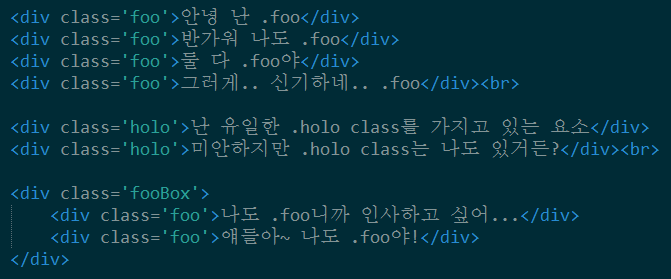 <div class='foo'>안녕 난 .foo</div>
<div class='foo'>반가워 나도 .foo</div>
<div class='foo'>둘 다 .foo야</div>
<div class='foo'>그러게.. 신기하네.. .foo</div><br>

<div class='holo'>난 유일한 .holo class를 가지고 있는 요소</div>
<div class='holo'>미안하지만 .holo class는 나도 있거든?</div><br>

<div class='fooBox'>
    <div class='foo'>나도 .foo니까 인사하고 싶어...</div>
    <div class='foo'>얘들아~ 나도 .foo야!</div>
</div>